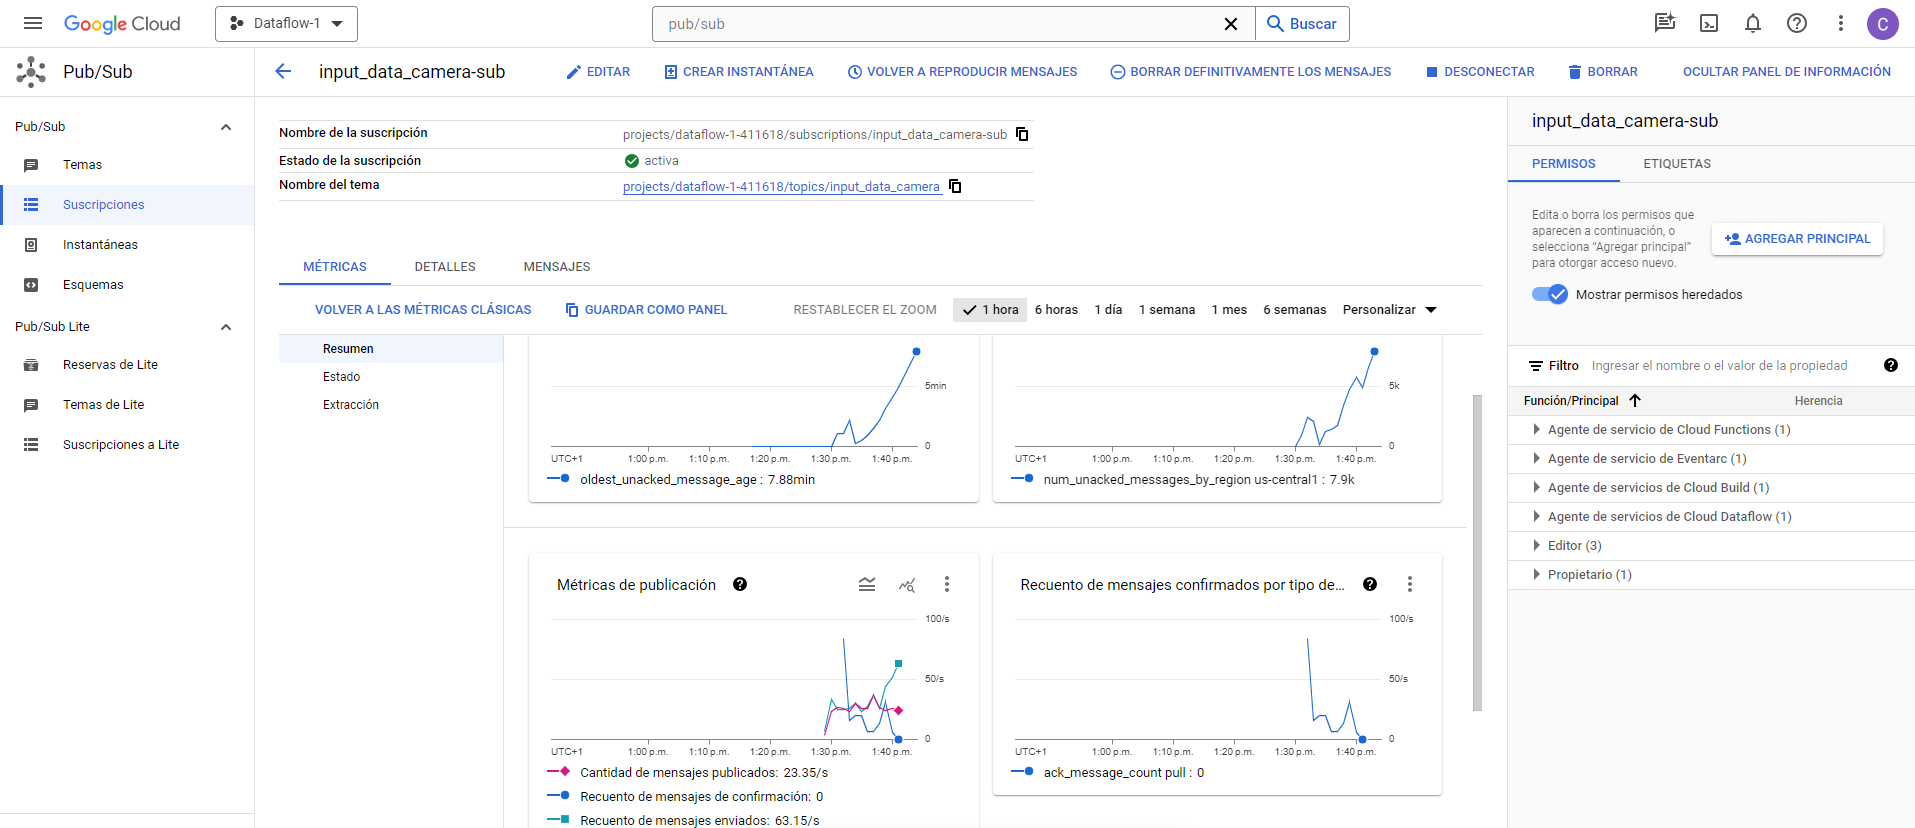 Google Cloud
Dataflow-1
pub/sub
Buscar
C
Pub/Sub
input_data_camera-sub
EDITAR
CREAR INSTANTÁNEA
VOLVER A REPRODUCIR MENSAJES
BORRAR DEFINITIVAMENTE LOS MENSAJES
DESCONECTAR
BORRAR
OCULTAR PANEL DE INFORMACIÓN
Pub/Sub
Temas
Suscripciones
Instantáneas
Esquemas
Pub/Sub Lite
Reservas de Lite
Temas de Lite
Suscripciones a Lite
Nombre de la suscripción
projects/dataflow-1-411618/subscriptions/input_data_camera-sub
Estado de la suscripción
activa
Nombre del tema
projects/dataflow-1-411618/topics/input_data_camera
MÉTRICAS
DETALLES
MENSAJES
VOLVER A LAS MÉTRICAS CLÁSICAS
GUARDAR COMO PANEL
RESTABLECER EL ZOOM
1 hora
6 horas
1 día
1 semana
1 mes
6 semanas
Personalizar
Resumen
Estado
Extracción
5min
0
UTC+1
1:00 p.m.
1:10 p.m.
1:20 p.m.
1:30 p.m.
1:40 p.m.
oldest_unacked_message_age : 7.88min
5k
0
UTC+1
1:00 p.m.
1:10 p.m.
1:20 p.m.
1:30 p.m.
1:40 p.m.
num_unacked_messages_by_region us-central1 : 7.9k
Métricas de publicación
100/s
50/s
0
UTC+1
1:00 p.m.
1:10 p.m.
1:20 p.m.
1:30 p.m.
1:40 p.m.
Cantidad de mensajes publicados: 23.35/s
Recuento de mensajes de confirmación: 0
Recuento de mensajes enviados: 63.15/s
Recuento de mensajes confirmados por tipo de...
100/s
50/s
0
UTC+1
1:00 p.m.
1:10 p.m.
1:20 p.m.
1:30 p.m.
1:40 p.m.
ack_message_count pull : 0
input_data_camera-sub
PERMISOS
ETIQUETAS
Edita o borra los permisos que
aparecen a continuación, o
selecciona “Agregar principal”
para otorgar acceso nuevo.
AGREGAR PRINCIPAL
Mostrar permisos heredados
Filtro
Ingresar el nombre o el valor de la propiedad
Función/Principal
Herencia
Agente de servicio de Cloud Functions (1)
Agente de servicio de Eventarc (1)
Agente de servicios de Cloud Build (1)
Agente de servicios de Cloud Dataflow (1)
Editor (3)
Propietario (1)